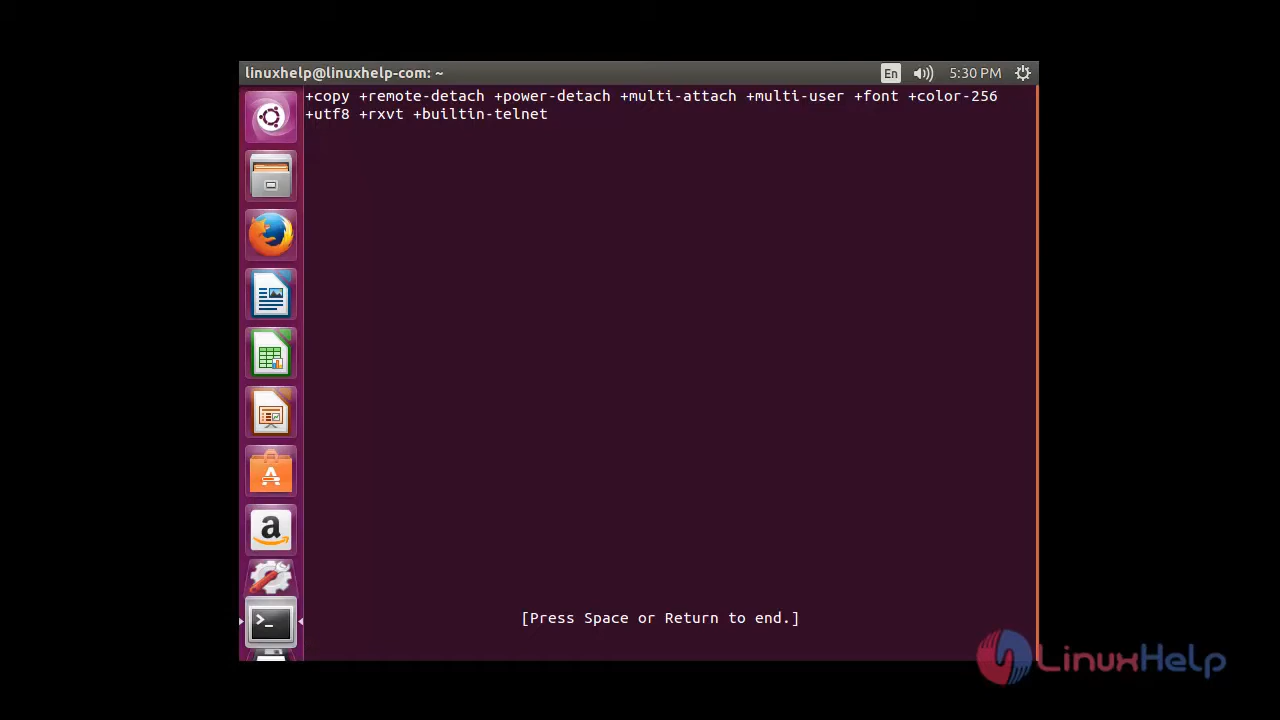 linuxhelp@linuxhelp-com: ~
En
5:30 PM
+copy +remote-detach +power-detach +multi-attach +multi-user +font +color-256
+utf8 +rxvt +builtin-telnet
[Press Space or Return to end.]
LinuxHelp